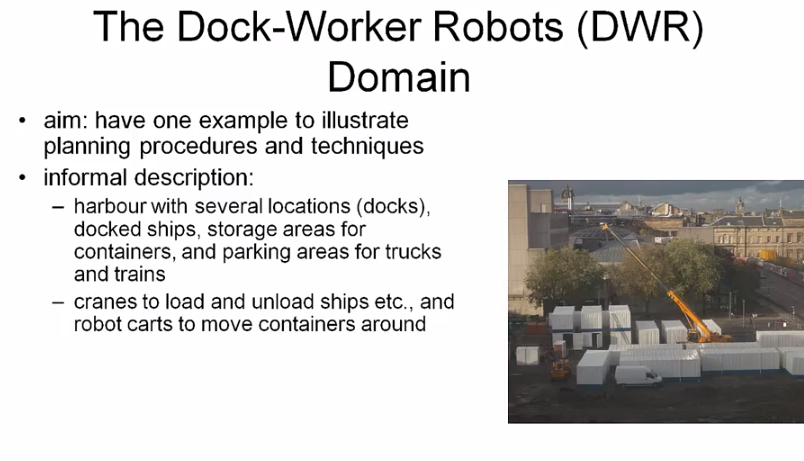 The Dock-Worker Robots (DWR)
Domain
• aim: have one example to illustrate
planning procedures and techniques
• informal description:
– harbour with several locations (docks),
docked ships, storage areas for
containers, and parking areas for trucks
and trains
– cranes to load and unload ships etc., and
robot carts to move containers around